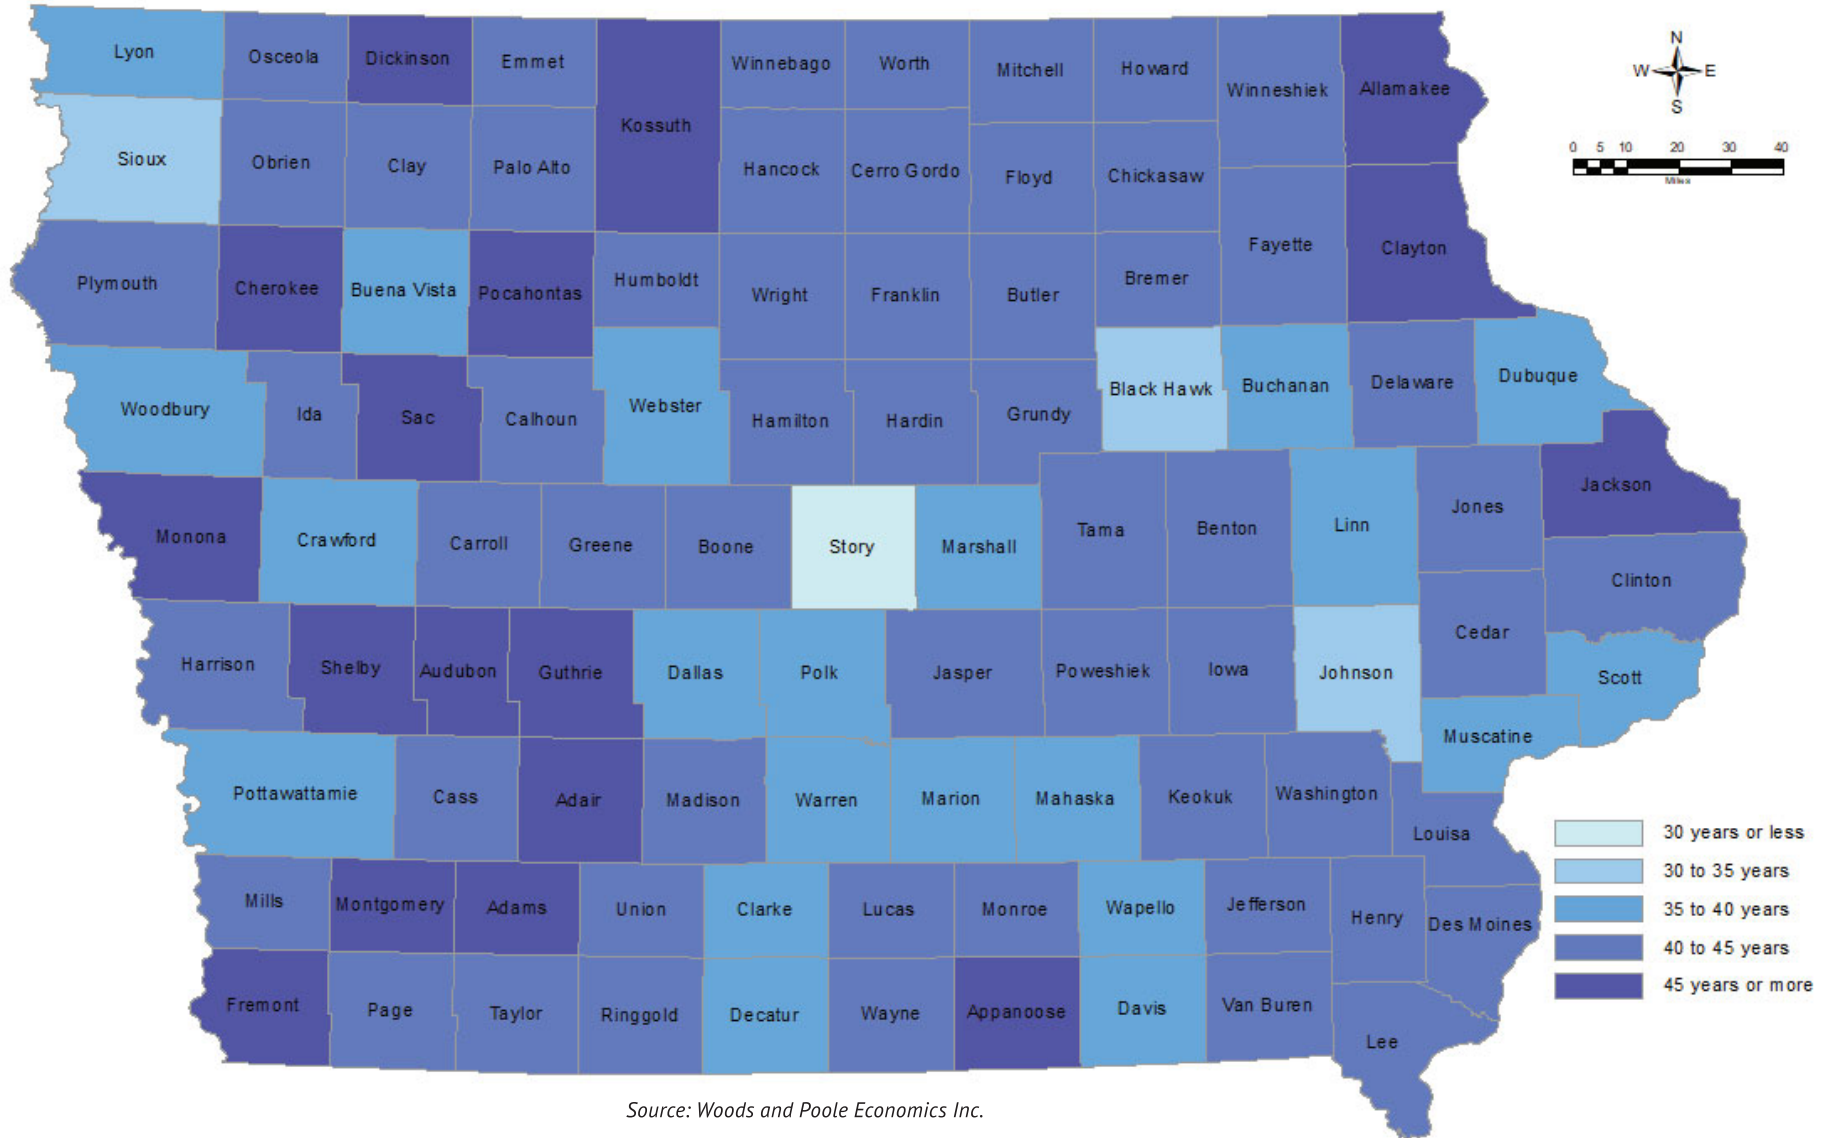 Lyon
Osceola
Dickinson
Emmet
Kossuth
Winnebago
Worth
Mitchell
Howard
Winneshiek
Allamakee
Sioux
Obrien
Clay
Palo Alto
Hancock
Cerro Gordo
Floyd
Chickasaw
Fayette
Clayton
Plymouth
Cherokee
Buena Vista
Pocahontas
Humboldt
Wright
Franklin
Butler
Bremer
Woodbury
Ida
Sac
Calhoun
Webster
Hamilton
Hardin
Grundy
Black Hawk
Buchanan
Delaware
Dubuque
Monona
Crawford
Carroll
Greene
Boone
Story
Marshall
Tama
Benton
Linn
Jones
Jackson
Clinton
Harrison
Shelby
Audubon
Guthrie
Dallas
Polk
Jasper
Poweshiek
Iowa
Johnson
Cedar
Scott
Muscatine
Pottawattamie
Cass
Adair
Madison
Warren
Marion
Mahaska
Keokuk
Washington
Louisa
Mills
Montgomery
Adams
Union
Clarke
Lucas
Monroe
Wapello
Jefferson
Henry
Des Moines
Fremont
Page
Taylor
Ringgold
Decatur
Wayne
Appanoose
Davis
Van Buren
Lee
N
W E
S
0 5 10 20 30 40
Miles
30 years or less
30 to 35 years
35 to 40 years
40 to 45 years
45 years or more
Source: Woods and Poole Economics Inc.